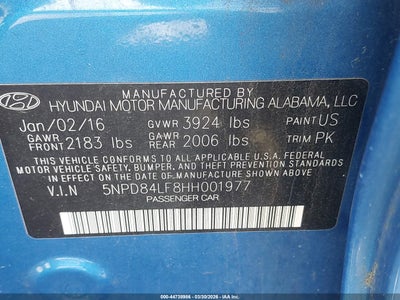 MANUFACTURED BY
HYUNDAI MOTOR MANUFACTURING ALABAMA, LLC
Jan/02/16 GVWR 3924 lbs PAINT US
GAWR FRONT 2183 lbs GAWR REAR 2006 lbs TRIM PK
THIS VEHICLE CONFORMS TO ALL APPLICABLE U.S. FEDERAL
MOTOR VEHICLE SAFETY, BUMPER, AND THEFT PREVENTION STANDARDS
IN EFFECT ON THE DATE OF MANUFACTURE SHOWN ABOVE.
V.I.N 5NPD84LF8HH001977
PASSENGER CAR
000-44739986 - 03/30/2026 -